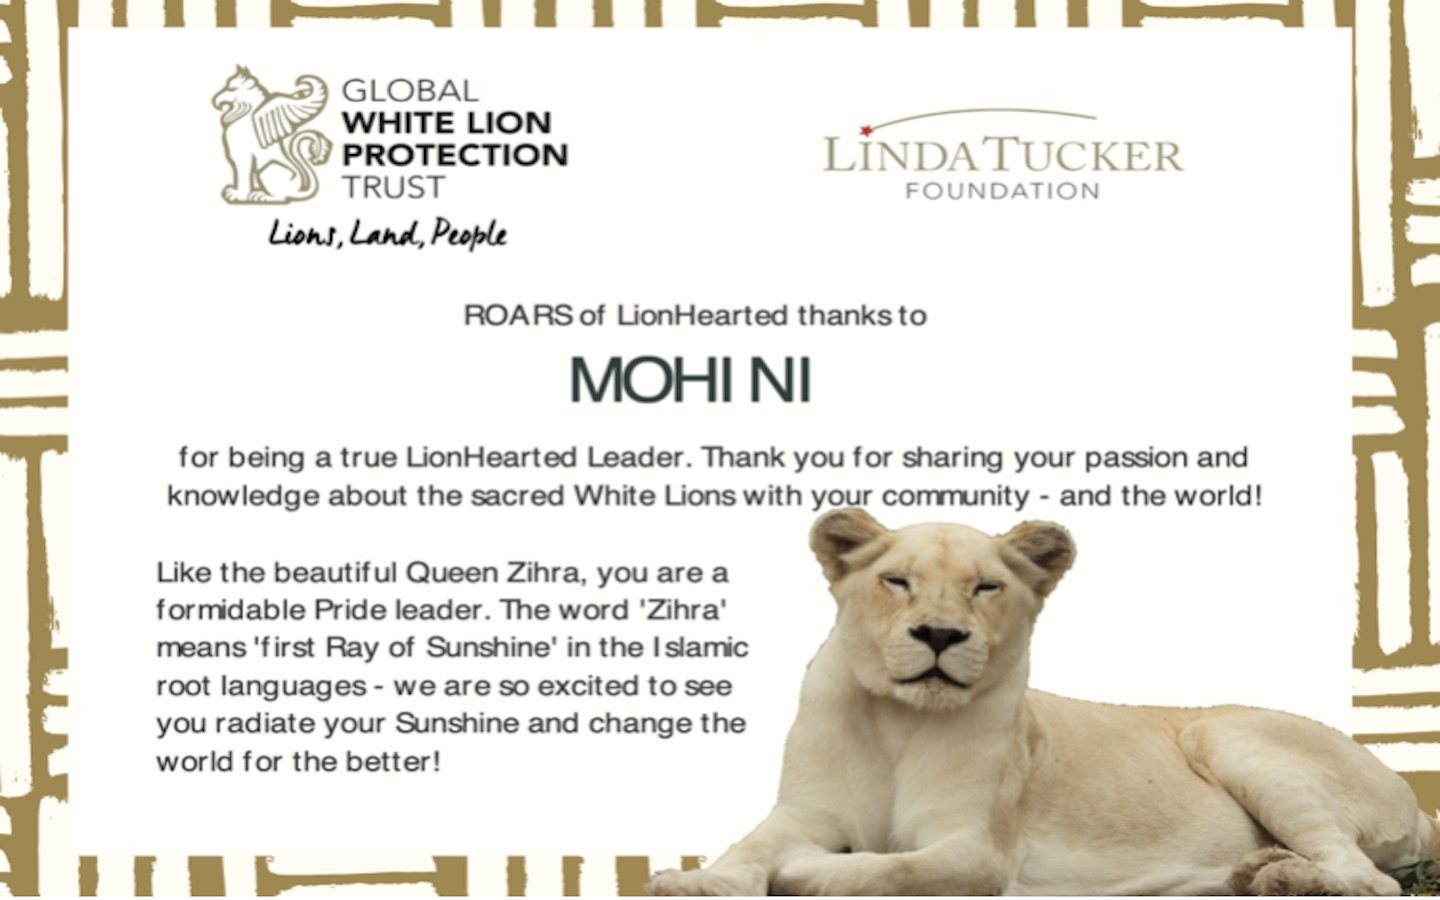 GLOBAL
WHITE LION
PROTECTION
TRUST
Lions, Land, People
LINDA TUCKER
FOUNDATION
ROARS of LionHearted thanks to
MOHINI
for being a true LionHearted Leader. Thank you for sharing your passion and
knowledge about the sacred White Lions with your community - and the world!
Like the beautiful Queen Zihra, you are a
formidable Pride leader. The word 'Zihra'
means 'first Ray of Sunshine' in the Islamic
root languages - we are so excited to see
you radiate your Sunshine and change the
world for the better!